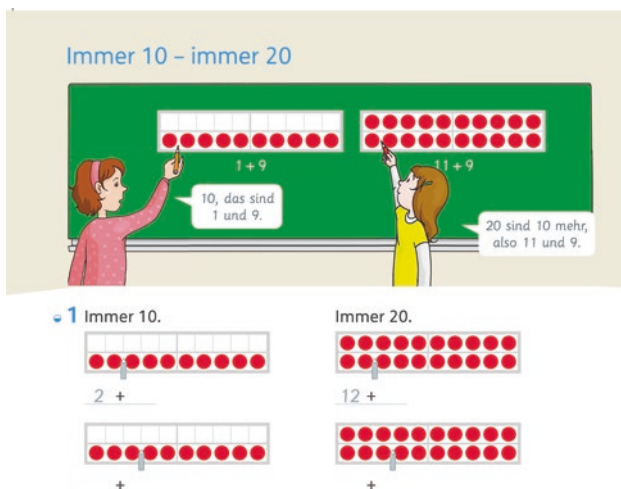 Immer 10 – immer 20
1 + 9
11 + 9
10, das sind
1 und 9.
20 sind 10 mehr,
also 11 und 9.
1 Immer 10.
Immer 20.
2 +
12 +
+
+